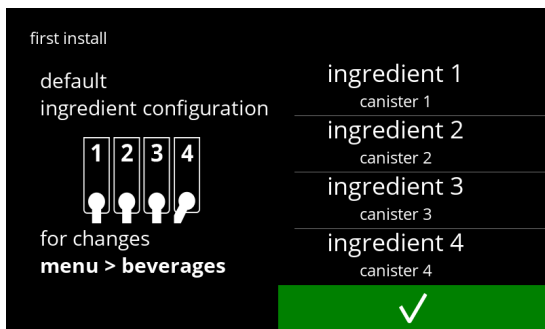 first install
default
ingredient configuration
1 2 3 4
for changes
menu > beverages
ingredient 1
canister 1
ingredient 2
canister 2
ingredient 3
canister 3
ingredient 4
canister 4